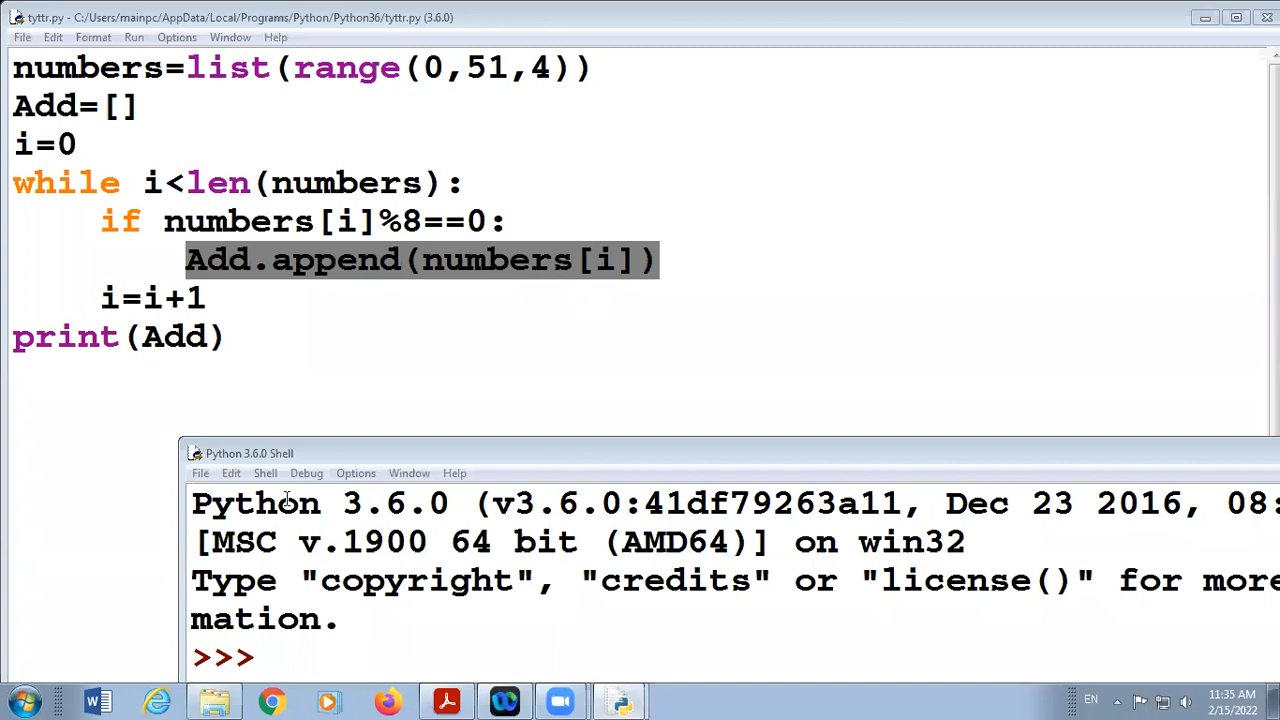 tyttr.py - C:/Users/mainpc/AppData/Local/Programs/Python/Python36/tyttr.py (3.6.0)
File Edit Format Run Options Window Help
numbers=list(range(0,51,4))
Add=[]
i=0
while i<len(numbers):
if numbers[i]%8==0:
Add.append(numbers[i])
i=i+1
print(Add)
Python 3.6.0 Shell
File Edit Shell Debug Options Window Help
Python 3.6.0 (v3.6.0:41df79263a11, Dec 23 2016, 08:
[MSC v.1900 64 bit (AMD64)] on win32
Type "copyright", "credits" or "license()" for more
mation.
>>>
EN
11:35 AM
2/15/2022